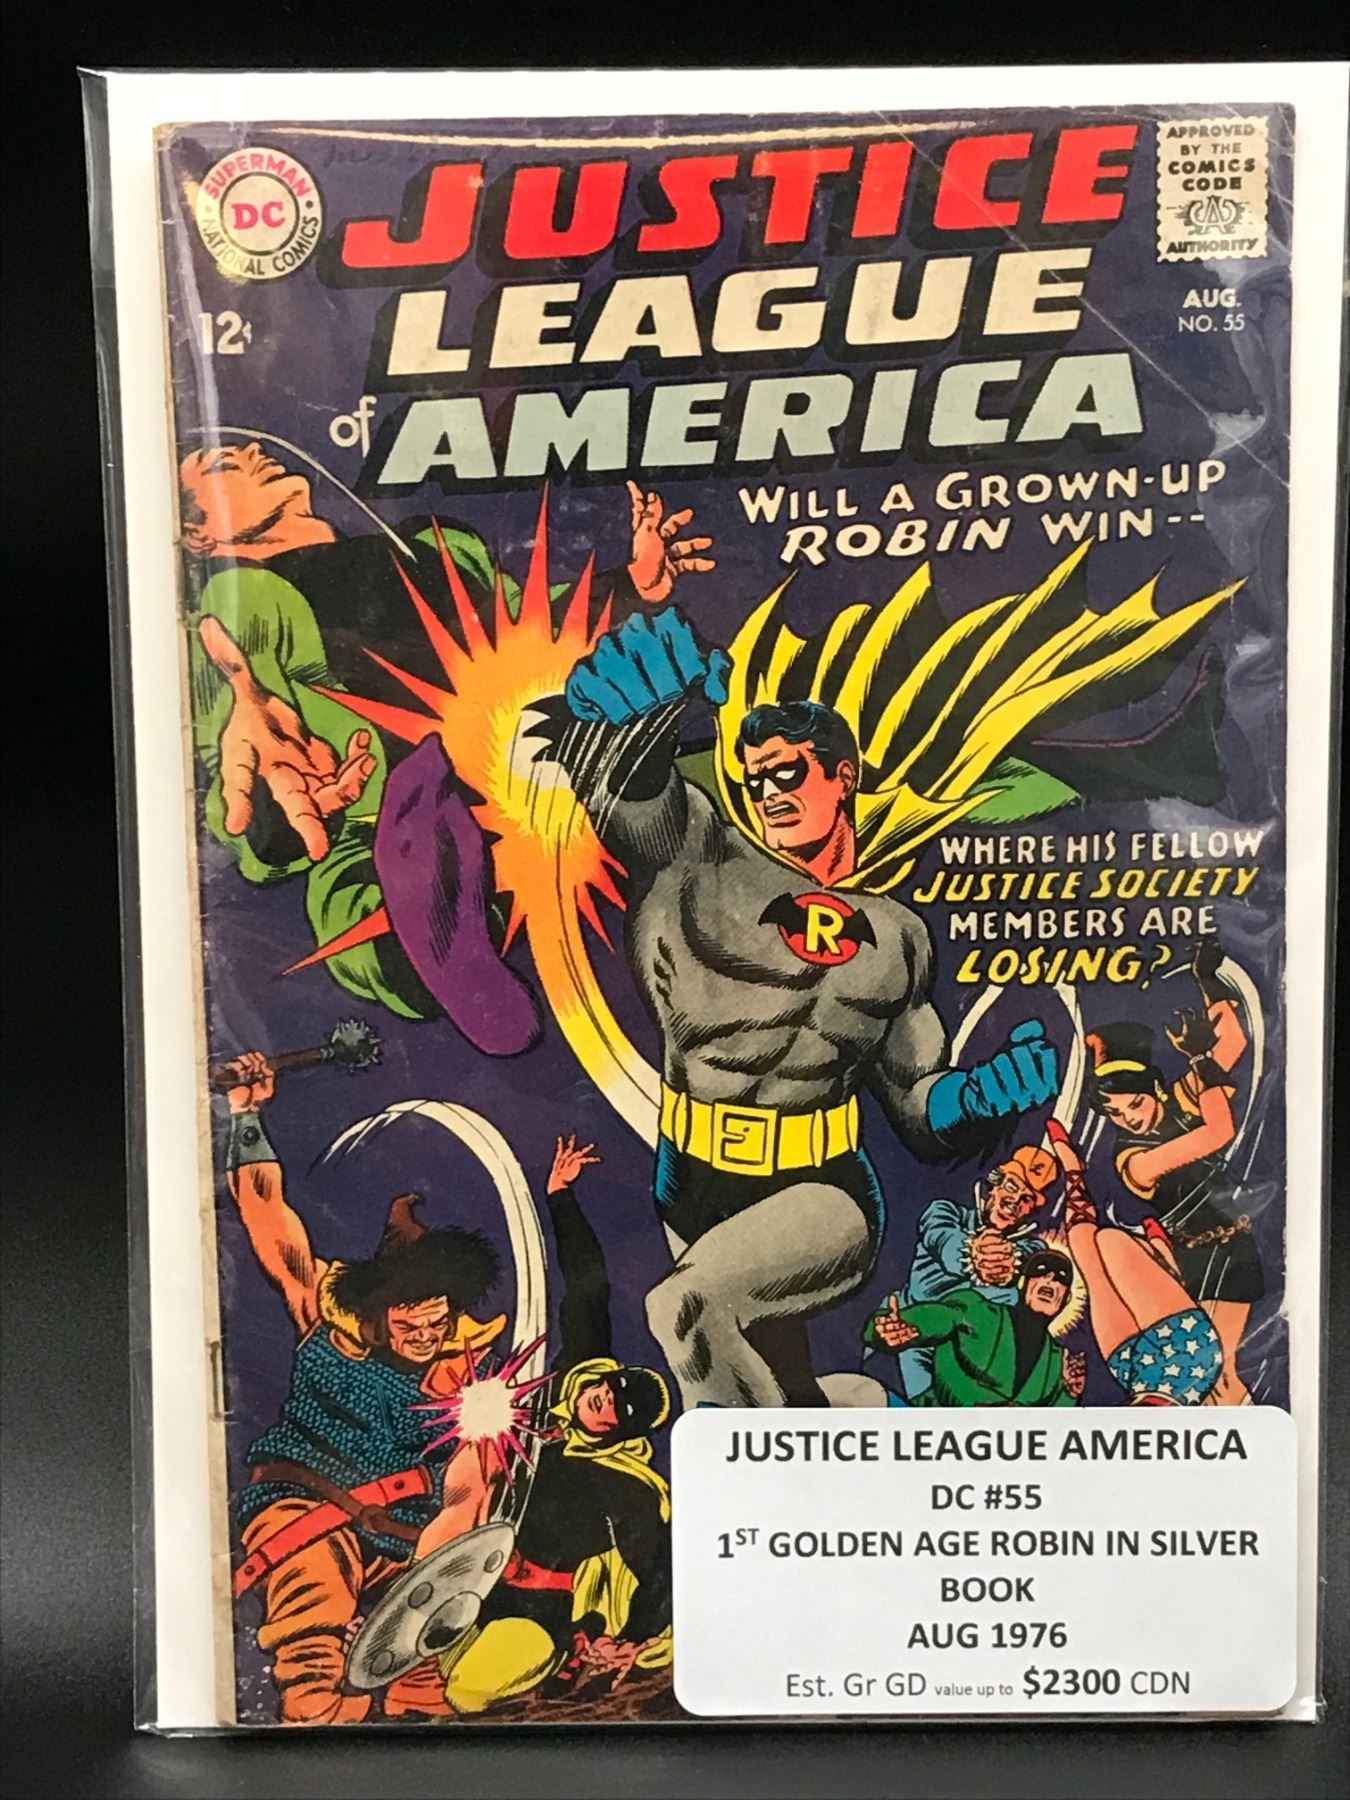 SUPERMAN
DC
NATIONAL COMICS
JUSTICE
LEAGUE
of AMERICA
APPROVED
BY THE
COMICS
CODE
A
AUTHORITY
12¢
AUG.
NO. 55
WILL A GROWN-UP
ROBIN WIN--
WHERE HIS FELLOW
JUSTICE SOCIETY
MEMBERS ARE
LOSING?
R
JUSTICE LEAGUE AMERICA
DC #55
1ST GOLDEN AGE ROBIN IN SILVER
BOOK
AUG 1976
Est. Gr GD value up to $2300 CDN